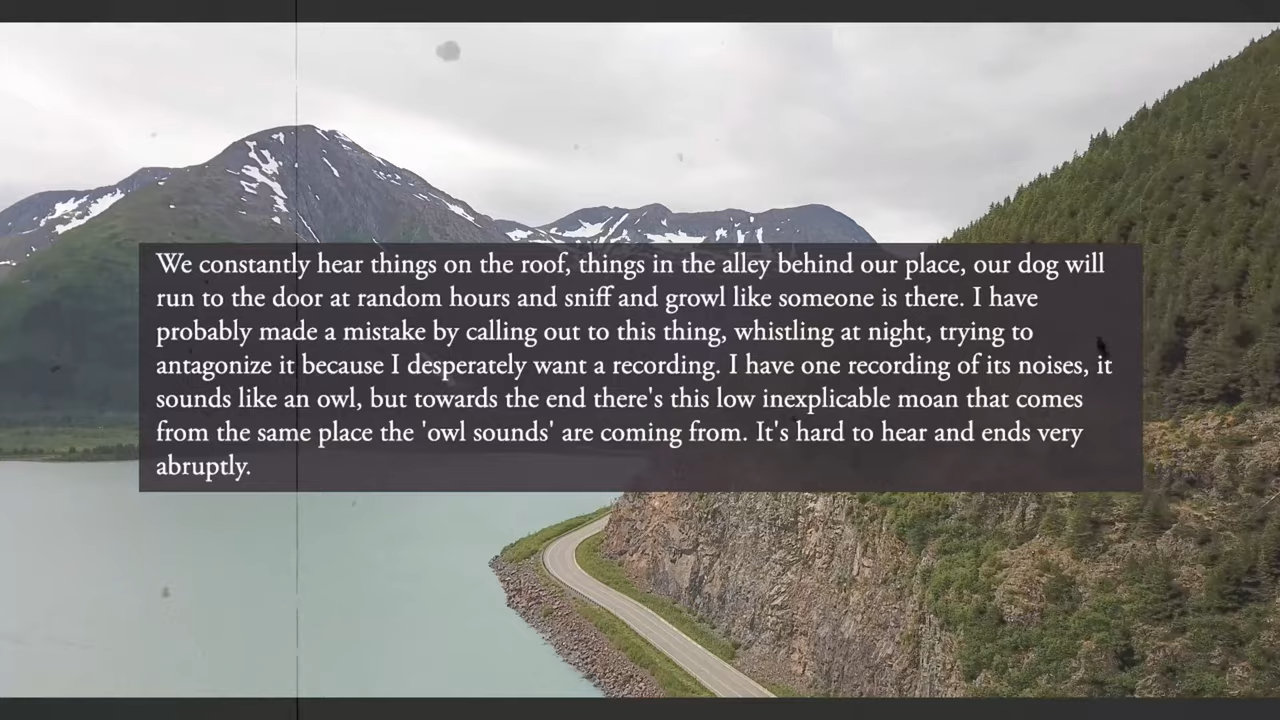 We constantly hear things on the roof, things in the alley behind our place, our dog will
run to the door at random hours and sniff and growl like someone is there. I have
probably made a mistake by calling out to this thing, whistling at night, trying to
antagonize it because I desperately want a recording. I have one recording of its noises, it
sounds like an owl, but towards the end there's this low inexplicable moan that comes
from the same place the 'owl sounds' are coming from. It's hard to hear and ends very
abruptly.